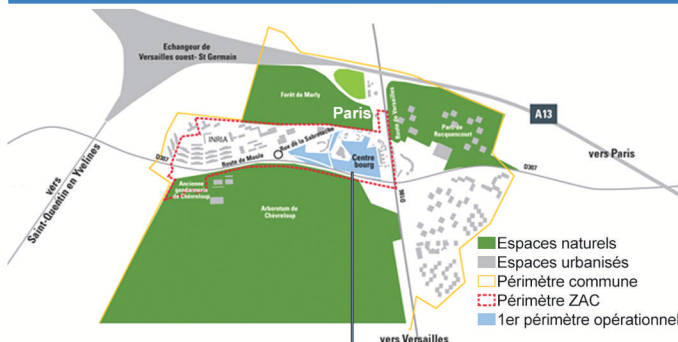 Echangeur de
Versailles ouest- St Germain
Forêt de Marly
Paris
Route de Versailles
Parc de
Rocquencourt
A13
vers Paris
INRIA
Rue de la Sabretache
Route de Maule
Centre
bourg
D307
D307
vers
Saint-Quentin en Yvelines
Ancienne
gendarmerie
de Chèvreloup
Arboretum de
Chèvreloup
D186
vers Versailles
Espaces naturels
Espaces urbanisés
Périmètre commune
Périmètre ZAC
1er périmètre opérationnel